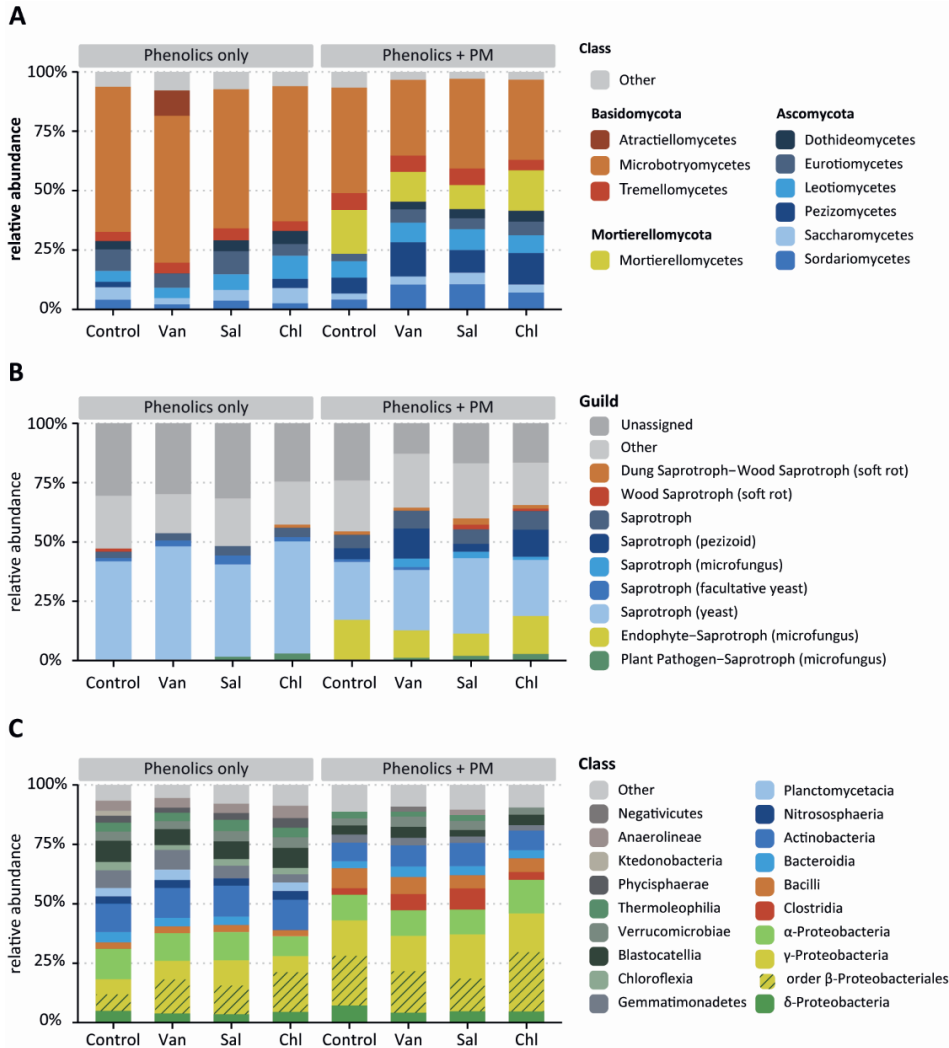 A
Phenolics only
Phenolics + PM
100%
75%
50%
25%
0%
relative abundance
Control
Van
Sal
Chl
Control
Van
Sal
Chl
Class
Other
Basidomycota
Atractiellomycetes
Microbotryomycetes
Tremellomycetes
Mortierellomycota
Mortierellomycetes
Ascomycota
Dothideomycetes
Eurotiomycetes
Leotiomycetes
Pezizomycetes
Saccharomycetes
Sordariomycetes
B
Phenolics only
Phenolics + PM
100%
75%
50%
25%
0%
relative abundance
Control
Van
Sal
Chl
Control
Van
Sal
Chl
Guild
Unassigned
Other
Dung Saprotroph–Wood Saprotroph (soft rot)
Wood Saprotroph (soft rot)
Saprotroph
Saprotroph (pezizoid)
Saprotroph (microfungus)
Saprotroph (facultative yeast)
Saprotroph (yeast)
Endophyte–Saprotroph (microfungus)
Plant Pathogen–Saprotroph (microfungus)
C
Phenolics only
Phenolics + PM
100%
75%
50%
25%
0%
relative abundance
Control
Van
Sal
Chl
Control
Van
Sal
Chl
Class
Other
Negativicutes
Anaerolineae
Ktedonobacteria
Phycisphaerae
Thermoleophilia
Verrucomicrobiae
Blastocatellia
Chloroflexia
Gemmatimonadetes
Planctomycetacia
Nitrososphaeria
Actinobacteria
Bacteroidia
Bacilli
Clostridia
α-Proteobacteria
γ-Proteobacteria
order β-Proteobacteriales
δ-Proteobacteria